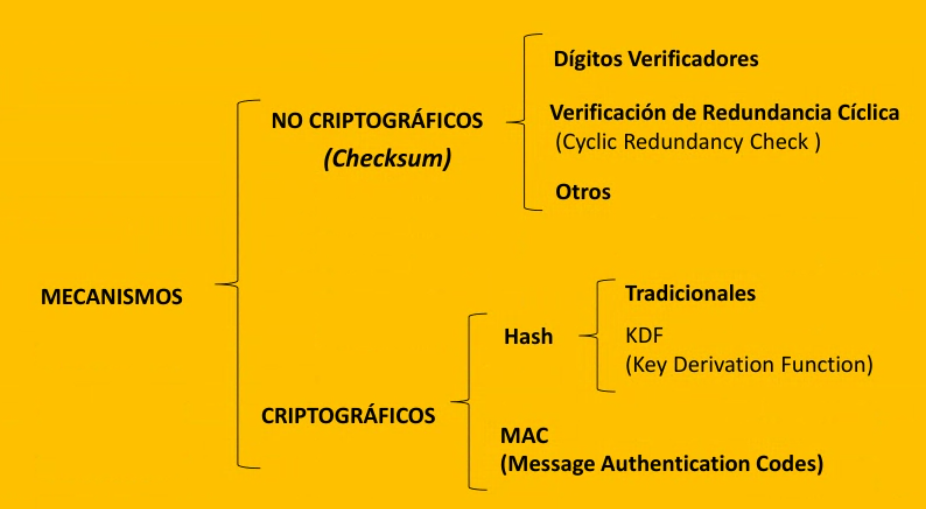 Dígitos Verificadores
NO CRIPTOGRÁFICOS
(Checksum)
Verificación de Redundancia Cíclica
(Cyclic Redundancy Check )
Otros
MECANISMOS
Tradicionales
Hash
KDF
(Key Derivation Function)
CRIPTOGRÁFICOS
MAC
(Message Authentication Codes)